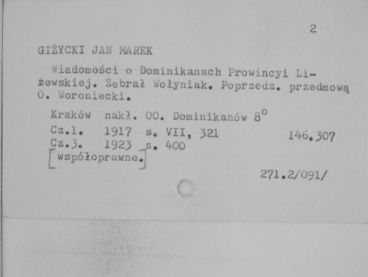 2
GIŻYCKI JAN MAREK
Wiadomości o Dominikanach Prowincyi Li-
tewskiej. Zebrał Wołyniak. Poprzedz. przedmową
O. Woroniecki.
Kraków nakł. OO. Dominikanów 8°
Cz.1. 1917 s. VII, 321 146.307
Cz.3. 1923 s. 400
[współoprawne.]
271.2/091/